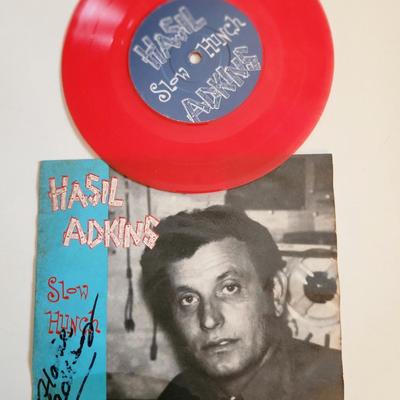 HASIL
Slow Hunch
ADKINS
HASIL
ADKINS
Slow
HUNCH